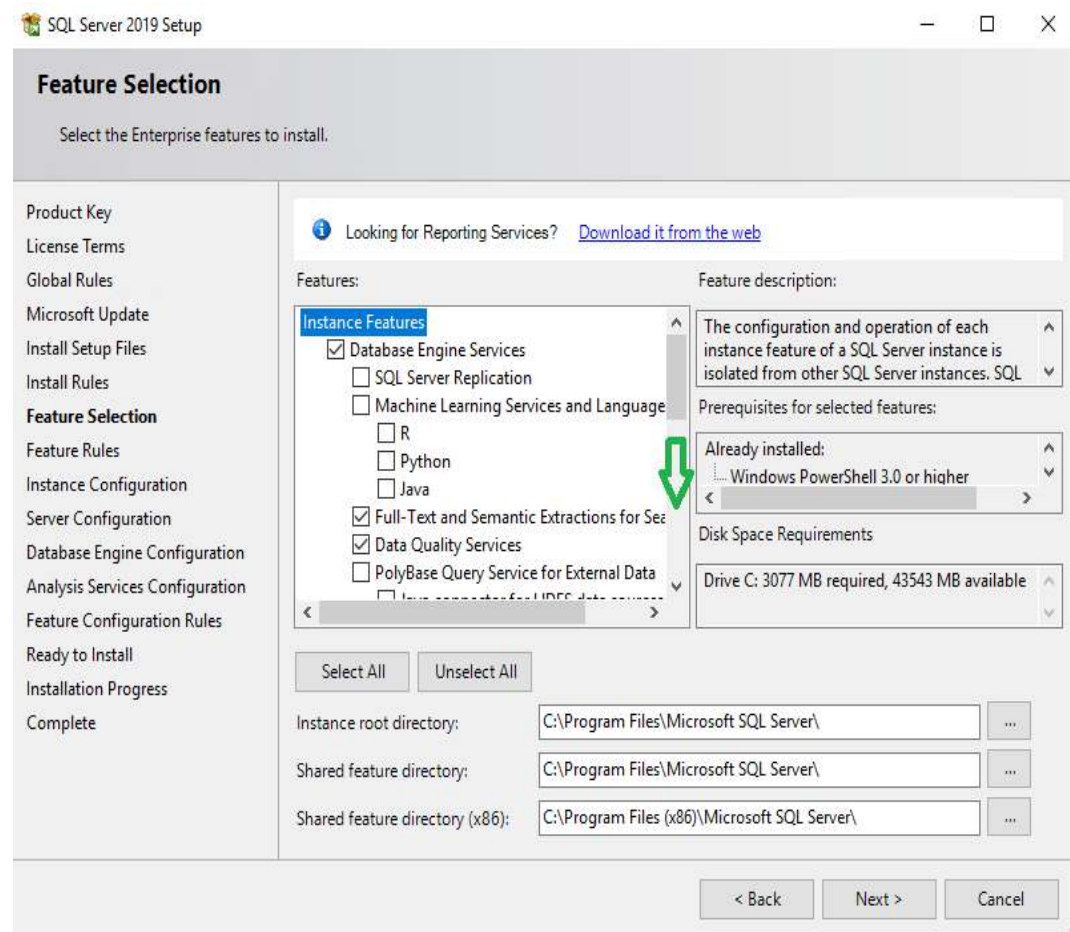 SQL Server 2019 Setup
Feature Selection
Select the Enterprise features to install.
Product Key
License Terms
Global Rules
Microsoft Update
Install Setup Files
Install Rules
Feature Selection
Feature Rules
Instance Configuration
Server Configuration
Database Engine Configuration
Analysis Services Configuration
Feature Configuration Rules
Ready to Install
Installation Progress
Complete
Looking for Reporting Services? Download it from the web
Features:
Instance Features
Database Engine Services
SQL Server Replication
Machine Learning Services and Language
R
Python
Java
Full-Text and Semantic Extractions for Sea
Data Quality Services
PolyBase Query Service for External Data
Java connector for HDFS data sources
Feature description:
The configuration and operation of each
instance feature of a SQL Server instance is
isolated from other SQL Server instances. SQL
Prerequisites for selected features:
Already installed:
Windows PowerShell 3.0 or higher
Disk Space Requirements
Drive C: 3077 MB required, 43543 MB available
Select All
Unselect All
Instance root directory:
C:\Program Files\Microsoft SQL Server\
...
Shared feature directory:
C:\Program Files\Microsoft SQL Server\
...
Shared feature directory (x86):
C:\Program Files (x86)\Microsoft SQL Server\
...
< Back
Next >
Cancel